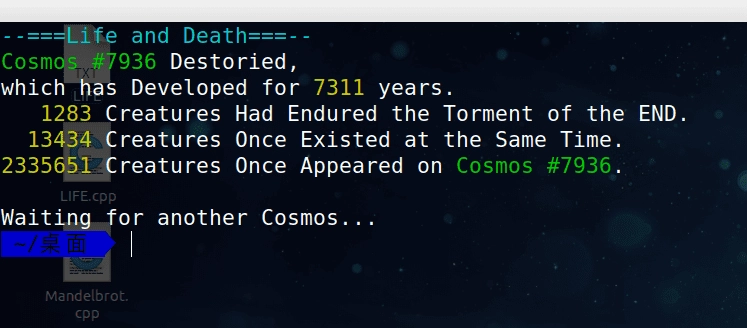 --===Life and Death===--
Cosmos #7936 Destoried,
which has Developed for 7311 years.
1283 Creatures Had Endured the Torment of the END.
13434 Creatures Once Existed at the Same Time.
2335651 Creatures Once Appeared on Cosmos #7936.
Waiting for another Cosmos...
~/桌面
TXT
LIFE
LIFE.cpp
Mandelbrot.
cpp